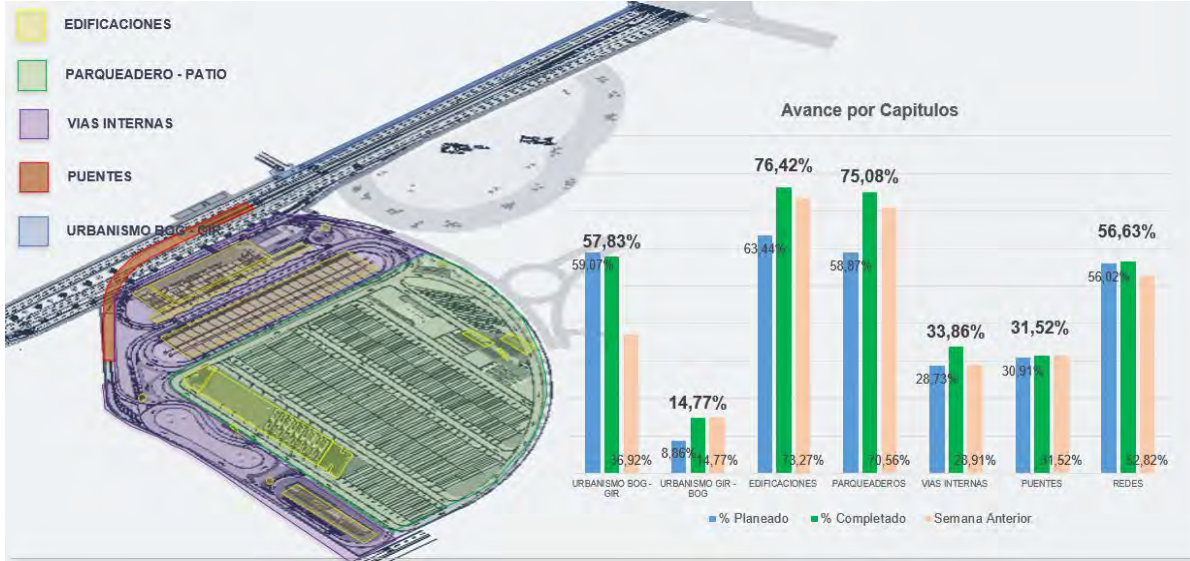 EDIFICACIONES
PARQUEADERO - PATIO
VIAS INTERNAS
PUENTES
URBANISMO BOG - GIR
Avance por Capitulos
57,83%
59,07%
36,92%
14,77%
8,86%
14,77%
76,42%
63,44%
73,27%
75,08%
58,87%
70,56%
33,86%
28,73%
28,91%
31,52%
30,91%
31,52%
56,63%
56,02%
52,82%
URBANISMO BOG -
GIR
URBANISMO GIR -
BOG
EDIFICACIONES
PARQUEADEROS
VIAS INTERNAS
PUENTES
REDES
% Planeado
% Completado
Semana Anterior